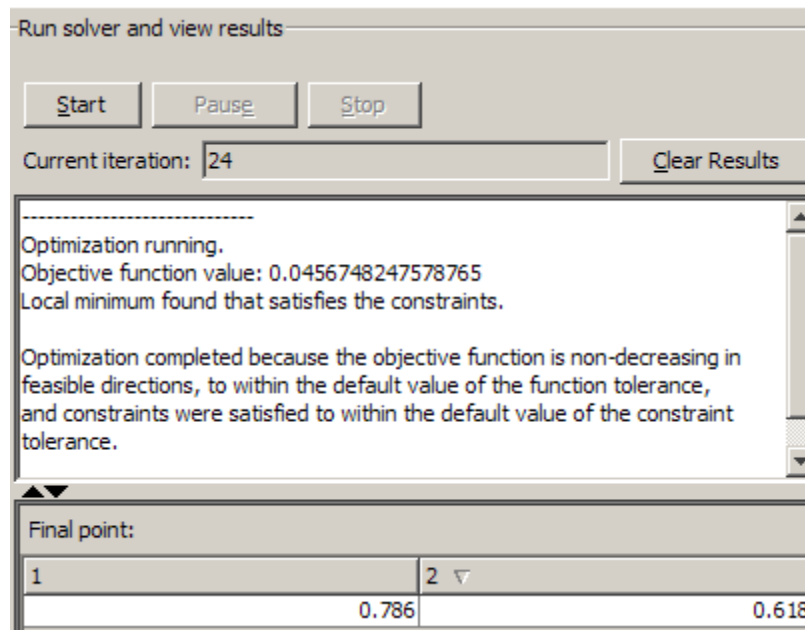 Run solver and view results
Start Pause Stop
Current iteration: 24 Clear Results
------------------------------
Optimization running.
Objective function value: 0.0456748247578765
Local minimum found that satisfies the constraints.
Optimization completed because the objective function is non-decreasing in
feasible directions, to within the default value of the function tolerance,
and constraints were satisfied to within the default value of the constraint
tolerance.
Final point:
1 2
0.786 0.618